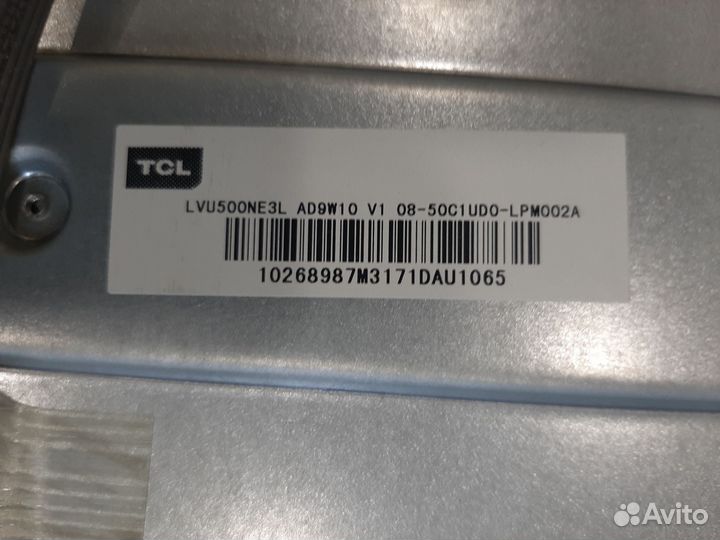 TCL
LVU500NE3L AD9W10 V1 08-50C1UD0-LPM002A
10268987M3171DAU1065
Avito